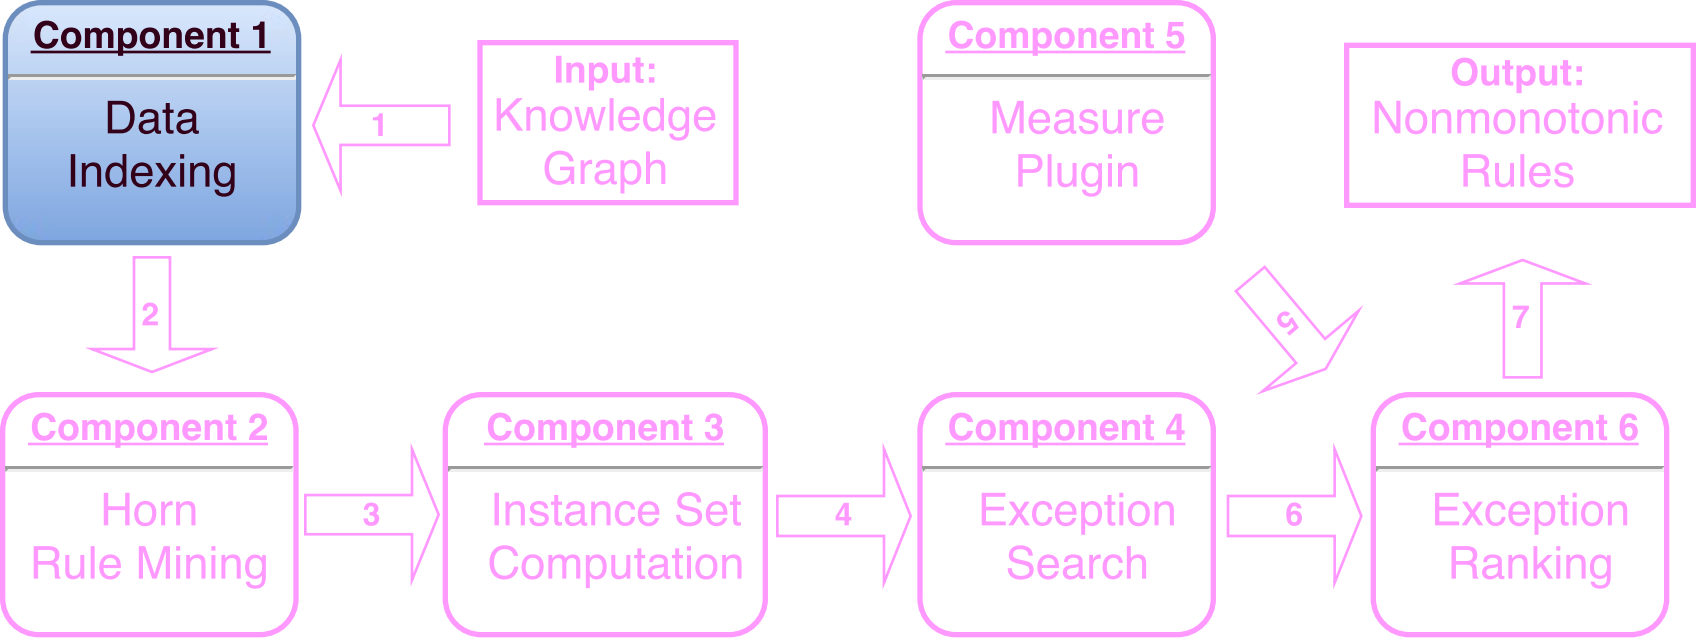 Component 1
Data
Indexing
1
Input:
Knowledge
Graph
Component 5
Measure
Plugin
Output:
Nonmonotonic
Rules
2
5
7
Component 2
Horn
Rule Mining
3
Component 3
Instance Set
Computation
4
Component 4
Exception
Search
6
Component 6
Exception
Ranking